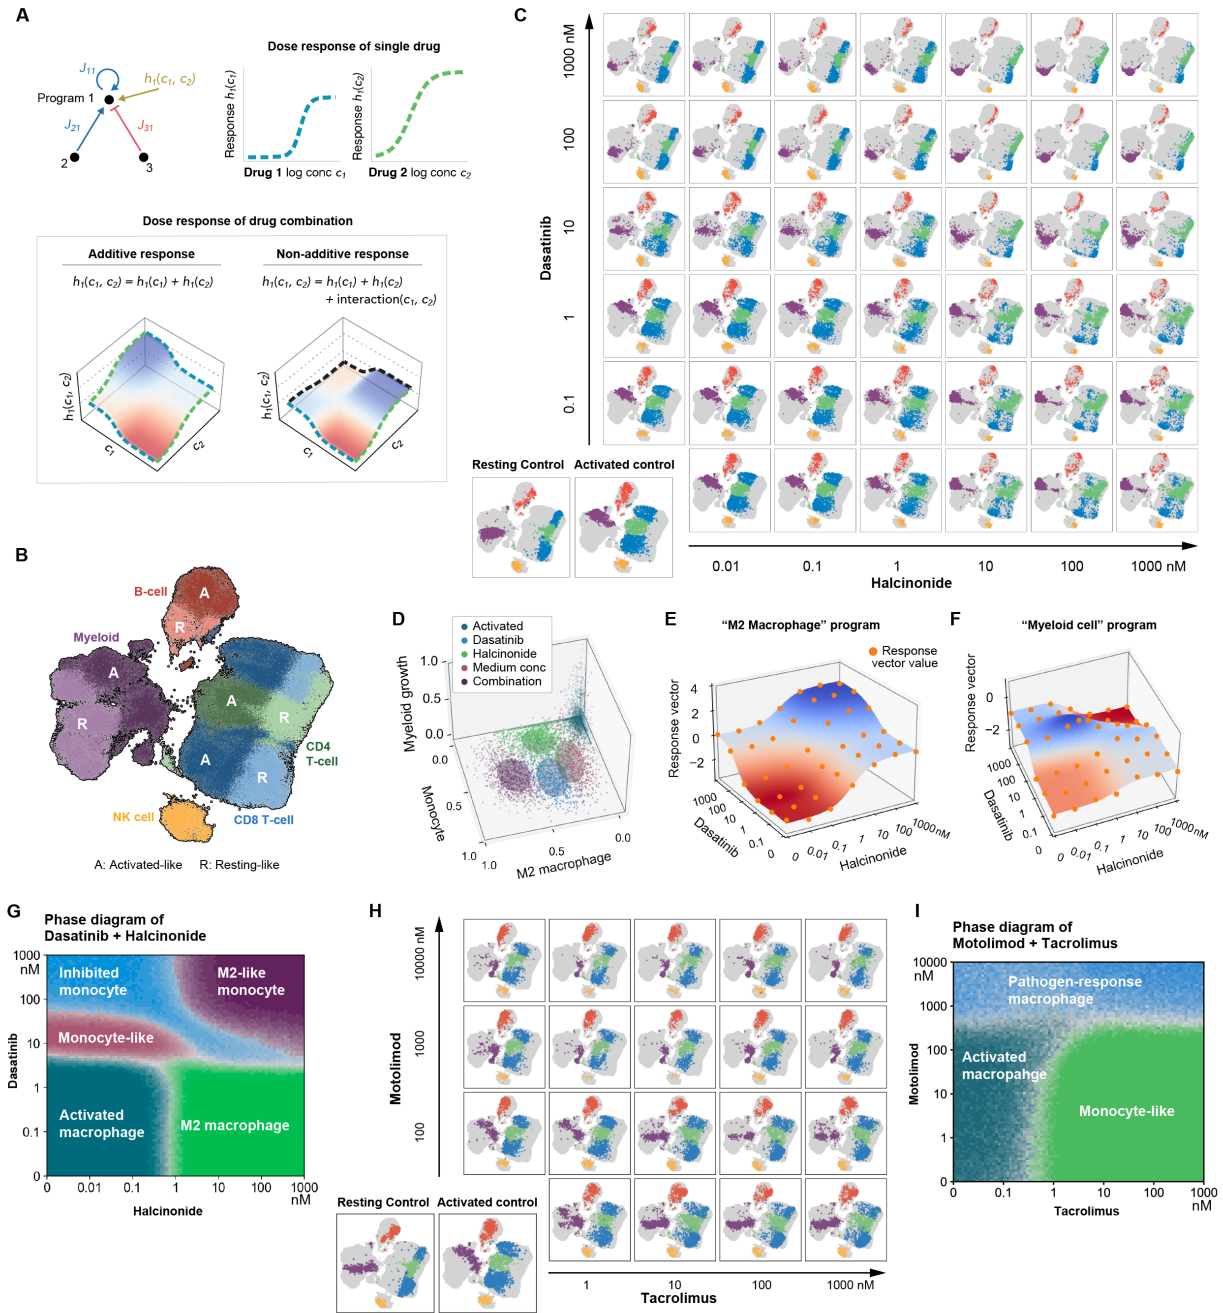 A
J11
h1(c1, c2)
Program 1
J21
J31
2
3
Dose response of single drug
Response h1(c1)
Drug 1 log conc c1
Response h1(c2)
Drug 2 log conc c2
Dose response of drug combination
Additive response
h1(c1, c2) = h1(c1) + h1(c2)
h1(c1, c2)
c1
c2
Non-additive response
h1(c1, c2) = h1(c1) + h1(c2)
+ interaction(c1, c2)
h1(c1, c2)
c1
c2
B
B-cell
A
R
Myeloid
A
R
A
R
CD4
T-cell
A
R
NK cell
CD8 T-cell
A: Activated-like R: Resting-like
C
Dasatinib
1000 nM
100
10
1
0.1
Resting Control
Activated control
0.01
0.1
1
10
100
1000 nM
Halcinonide
D
Activated
Dasatinib
Halcinonide
Medium conc
Combination
Myeloid growth
1.0
0.5
0.0
0.0
Monocyte
0.5
1.0
1.0
0.5
0.0
M2 macrophage
E
“M2 Macrophage” program
Response
vector value
Response vector
4
2
0
−2
1000
100
10
1
0.1
0
Dasatinib
0
0.01
0.1
7
10
100
1000 nM
Halcinonide
F
“Myeloid cell” program
Response vector
0
−2
1000
100
10
1
0.1
0
Dasatinib
0
0.01
0.1
7
10
100
1000 nM
Halcinonide
G
Phase diagram of
Dasatinib + Halcinonide
1000
nM
100
10
1
0.1
0
Dasatinib
Inhibited
monocyte
M2-like
monocyte
Monocyte-like
Activated
macrophage
M2 macrophage
0
0.01
0.1
1
10
100
1000
nM
Halcinonide
H
Motolimod
10000 nM
1000
100
Resting Control
Activated control
1
10
100
1000 nM
Tacrolimus
I
Phase diagram of
Motolimod + Tacrolimus
10000
nM
1000
100
10
1
0
Motolimod
Pathogen-response
macrophage
Activated
macropahge
Monocyte-like
0
0.1
1
10
100
1000
nM
Tacrolimus